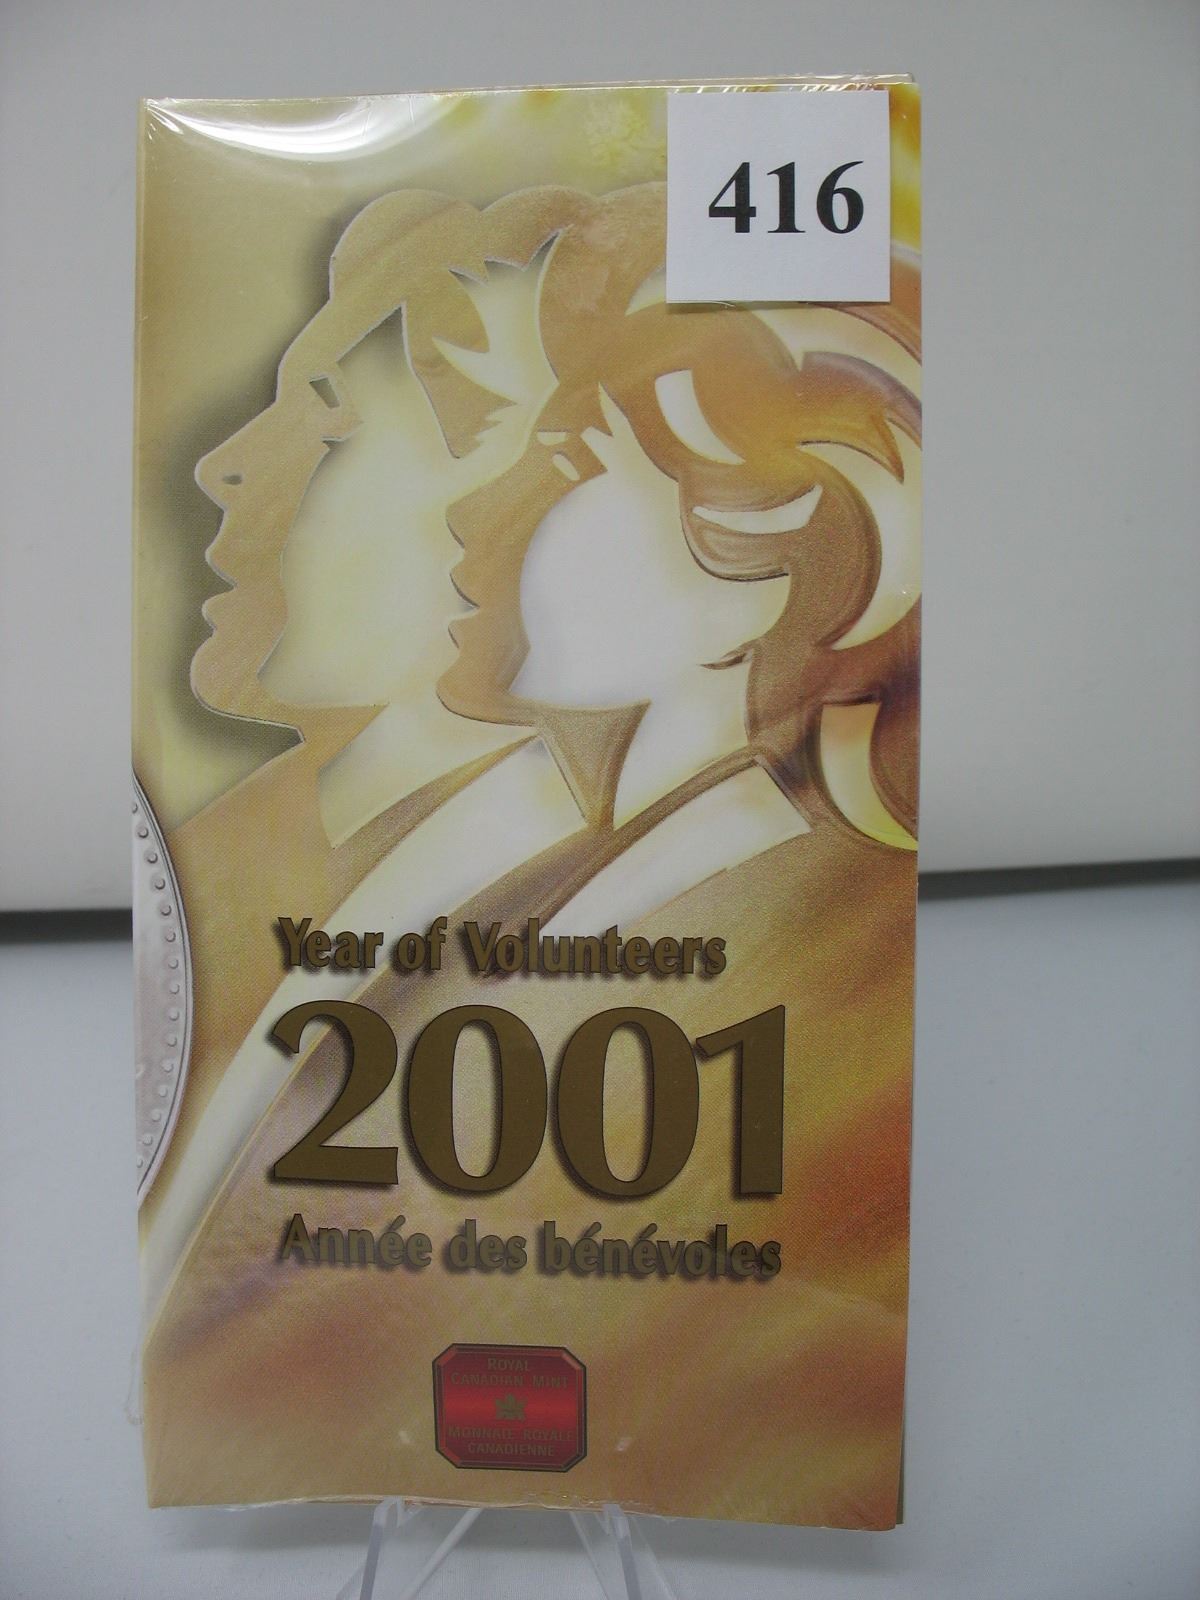 416
Year of Volunteers
2001
Année des bénévoles
ROYAL
CANADIAN MINT
MONNAIE ROYALE
CANADIENNE